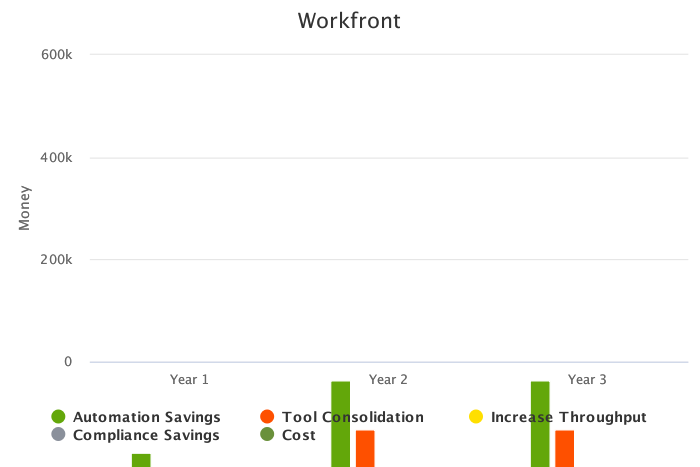 Workfront
600k
400k
200k
0
Money
Year 1 Year 2 Year 3
Automation Savings Tool Consolidation Increase Throughput
Compliance Savings Cost